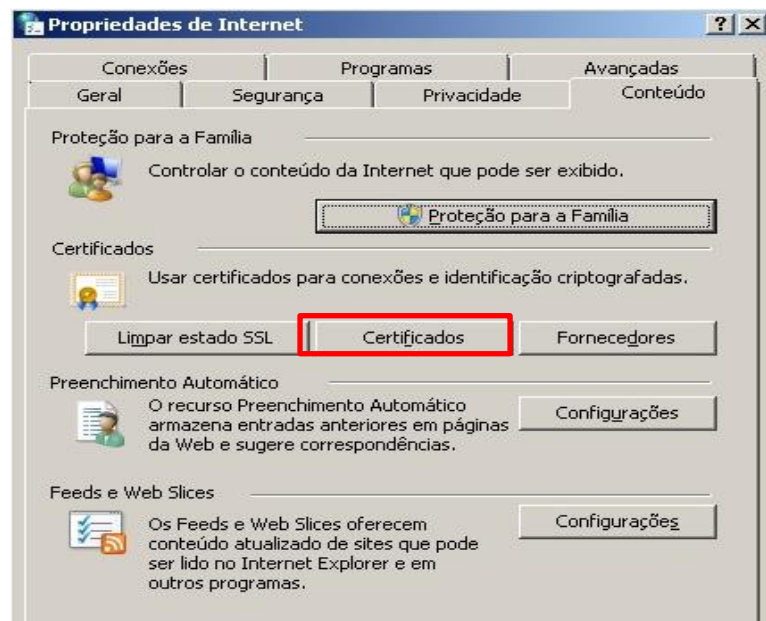 Propriedades de Internet
? X
Conexões Programas Avançadas
Geral Segurança Privacidade Conteúdo
Proteção para a Família
Controlar o conteúdo da Internet que pode ser exibido.
Proteção para a Família
Certificados
Usar certificados para conexões e identificação criptografadas.
Limpar estado SSL Certificados Fornecedores
Preenchimento Automático
O recurso Preenchimento Automático
armazena entradas anteriores em páginas
da Web e sugere correspondências.
Configurações
Feeds e Web Slices
Os Feeds e Web Slices oferecem
conteúdo atualizado de sites que pode
ser lido no Internet Explorer e em
outros programas.
Configurações